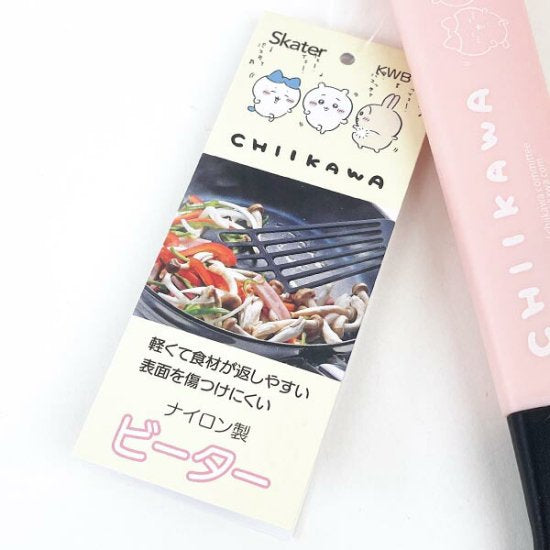 Skater
KWB
CHIIKAWA
軽くて食材が返しやすい
表面を傷つけにくい
ナイロン製
ビーター
CHIIKAWA